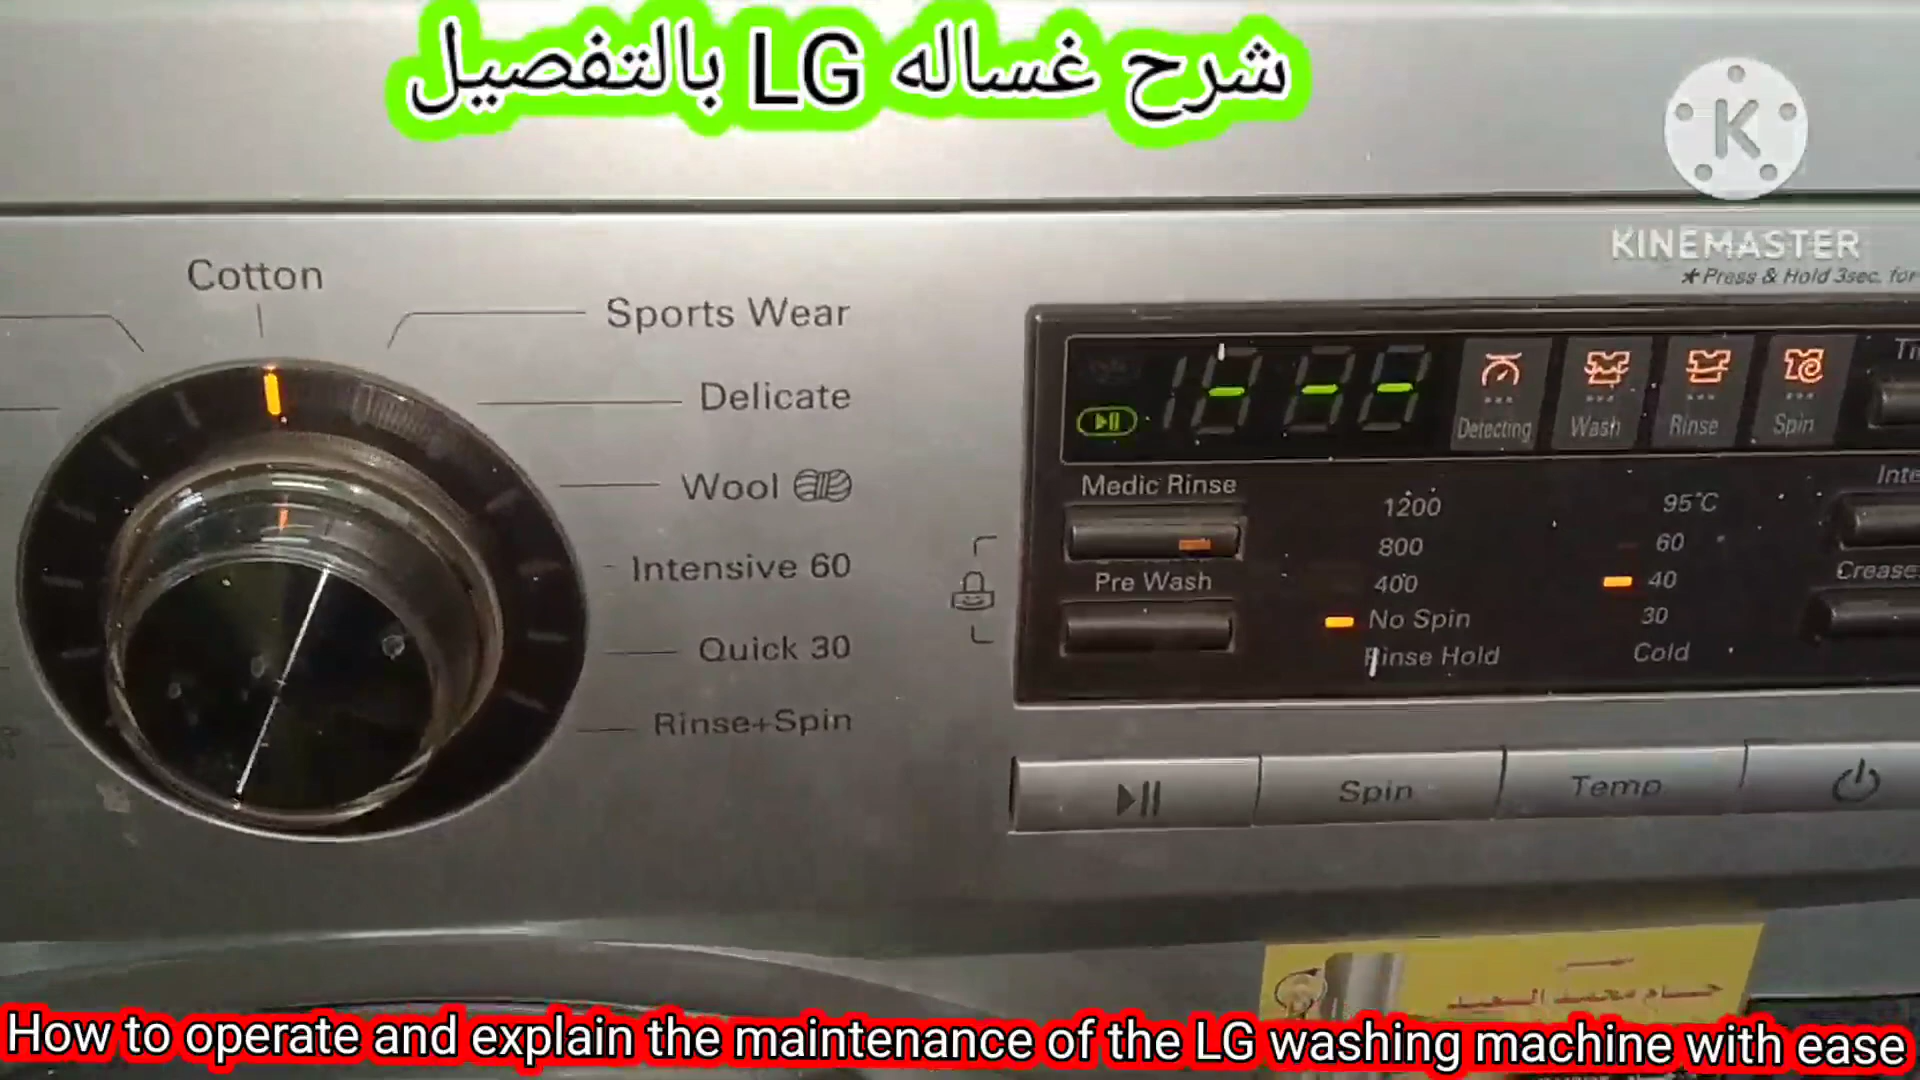 شرح غساله LG بالتفصيل
K
KINEMASTER
*Press & Hold 3sec. for
Cotton
Sports Wear
Delicate
Wool
Intensive 60
Quick 30
Rinse+Spin
Detecting
Wash
Rinse
Spin
Medic Rinse
Pre Wash
1200
800
400
No Spin
Rinse Hold
95°C
60
40
30
Cold
Crease
Spin
Temp
حسام محمد السعيد
How to operate and explain the maintenance of the LG washing machine with ease